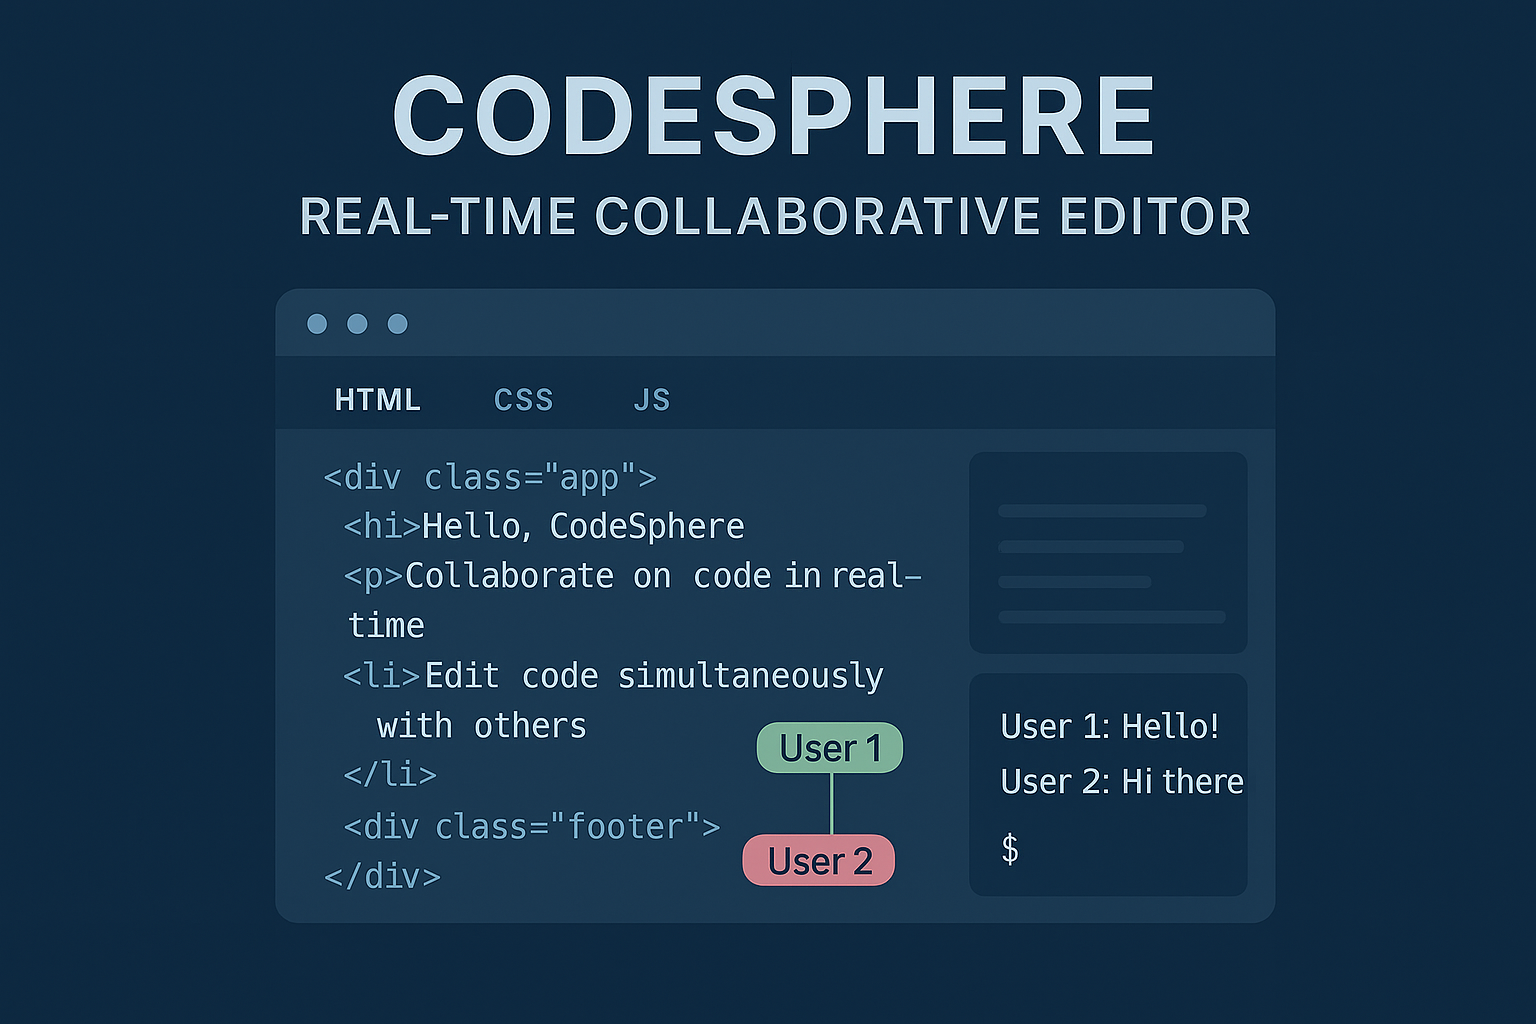 CODESPHERE
REAL-TIME COLLABORATIVE EDITOR
HTML CSS JS
<div class="app">
<hi>Hello, CodeSphere
<p>Collaborate on code in real-
time
<li>Edit code simultaneously
with others
</li>
<div class="footer">
</div>
User 1
User 2
User 1: Hello!
User 2: Hi there
$